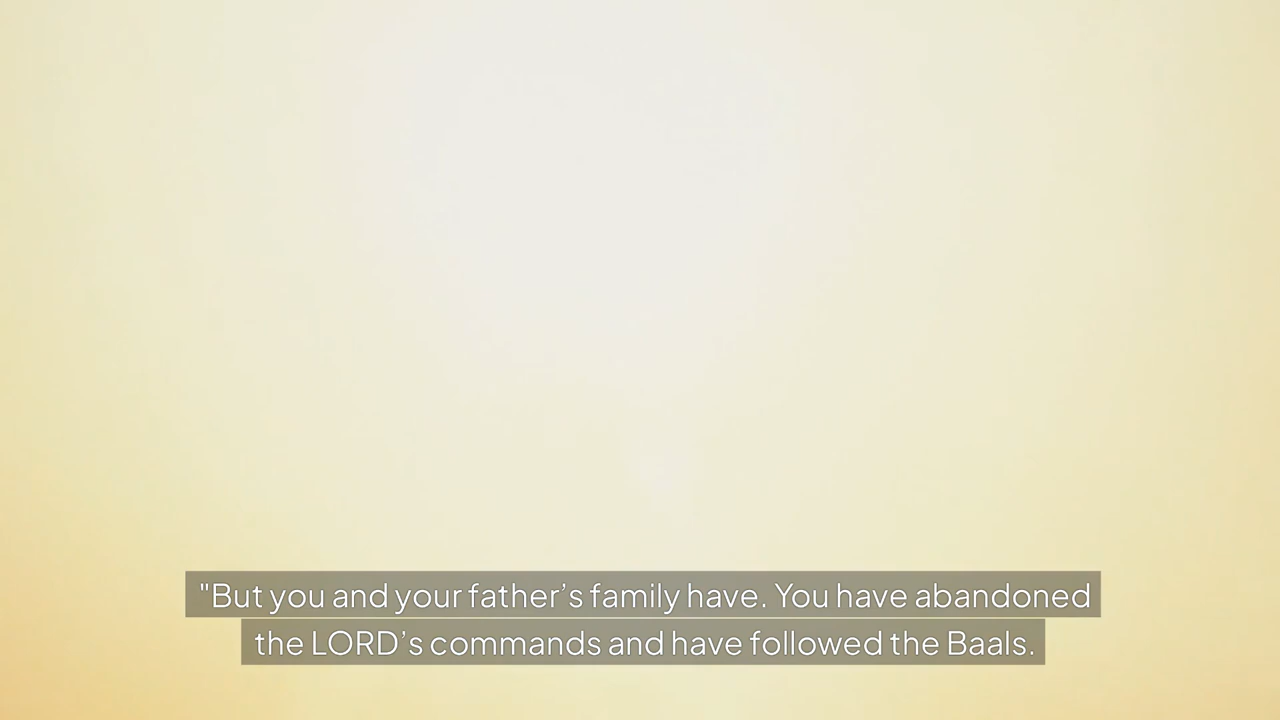 "But you and your father’s family have. You have abandoned
the LORD’s commands and have followed the Baals.